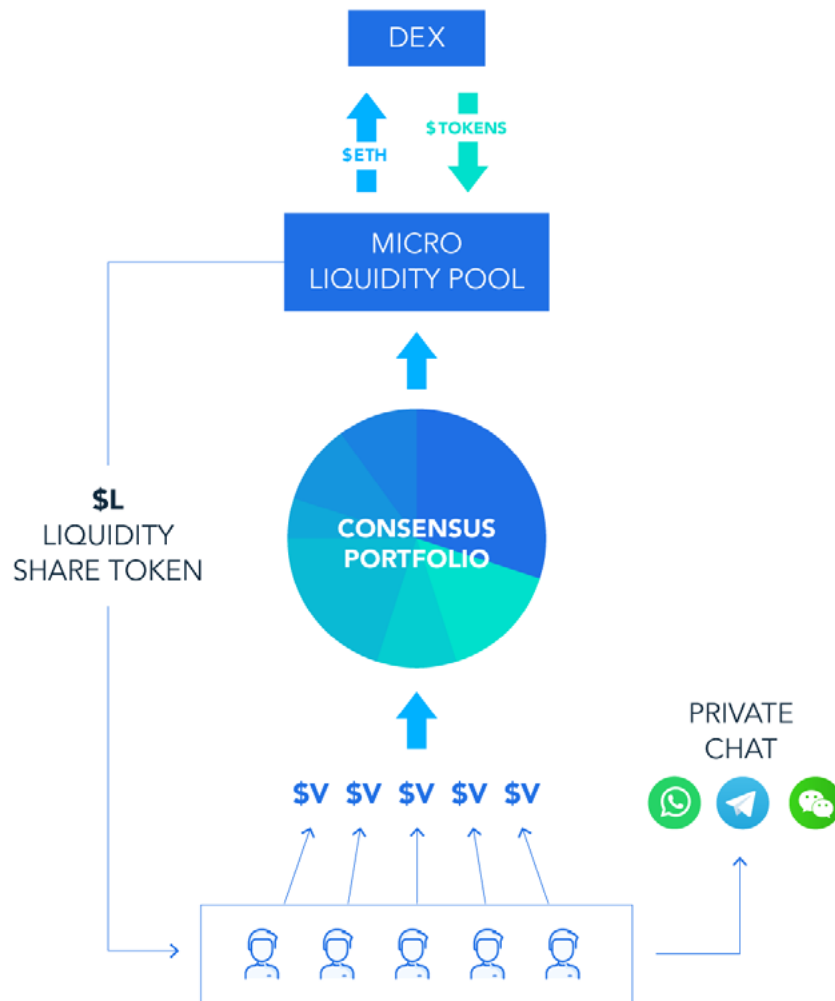 DEX
$ETH
$TOKENS
MICRO
LIQUIDITY POOL
CONSENSUS
PORTFOLIO
$L
LIQUIDITY
SHARE TOKEN
PRIVATE
CHAT
$V $V $V $V $V